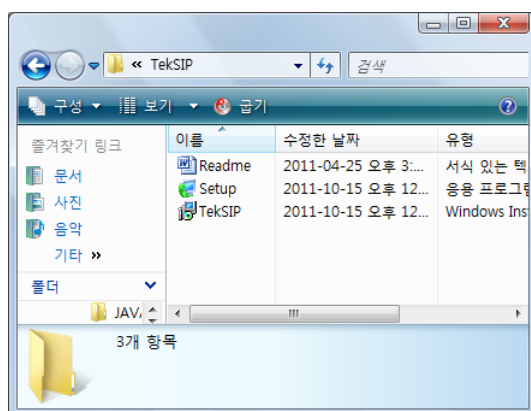 « TekSIP
검색
구성 보기 굽기
즐겨찾기 링크
문서
사진
음악
기타 »
폴더
JAVA
이름 수정한 날짜 유형
Readme 2011-04-25 오후 3:... 서식 있는 텍
Setup 2011-10-15 오후 12... 응용 프로그램
TekSIP 2011-10-15 오후 12... Windows Ins
3개 항목